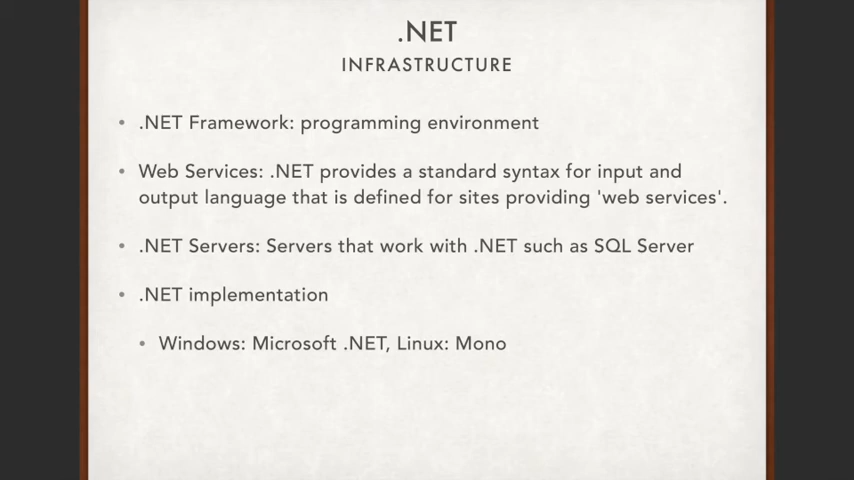 .NET
INFRASTRUCTURE
• .NET Framework: programming environment
• Web Services: .NET provides a standard syntax for input and
output language that is defined for sites providing 'web services'.
• .NET Servers: Servers that work with .NET such as SQL Server
• .NET implementation
• Windows: Microsoft .NET, Linux: Mono